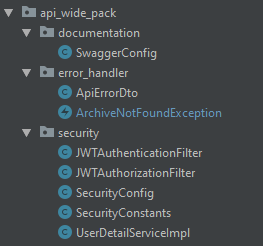 api_wide_pack
documentation
SwaggerConfig
error_handler
ApiErrorDto
ArchiveNotFoundException
security
JWTAuthenticationFilter
JWTAuthorizationFilter
SecurityConfig
SecurityConstants
UserDetailServiceImpl